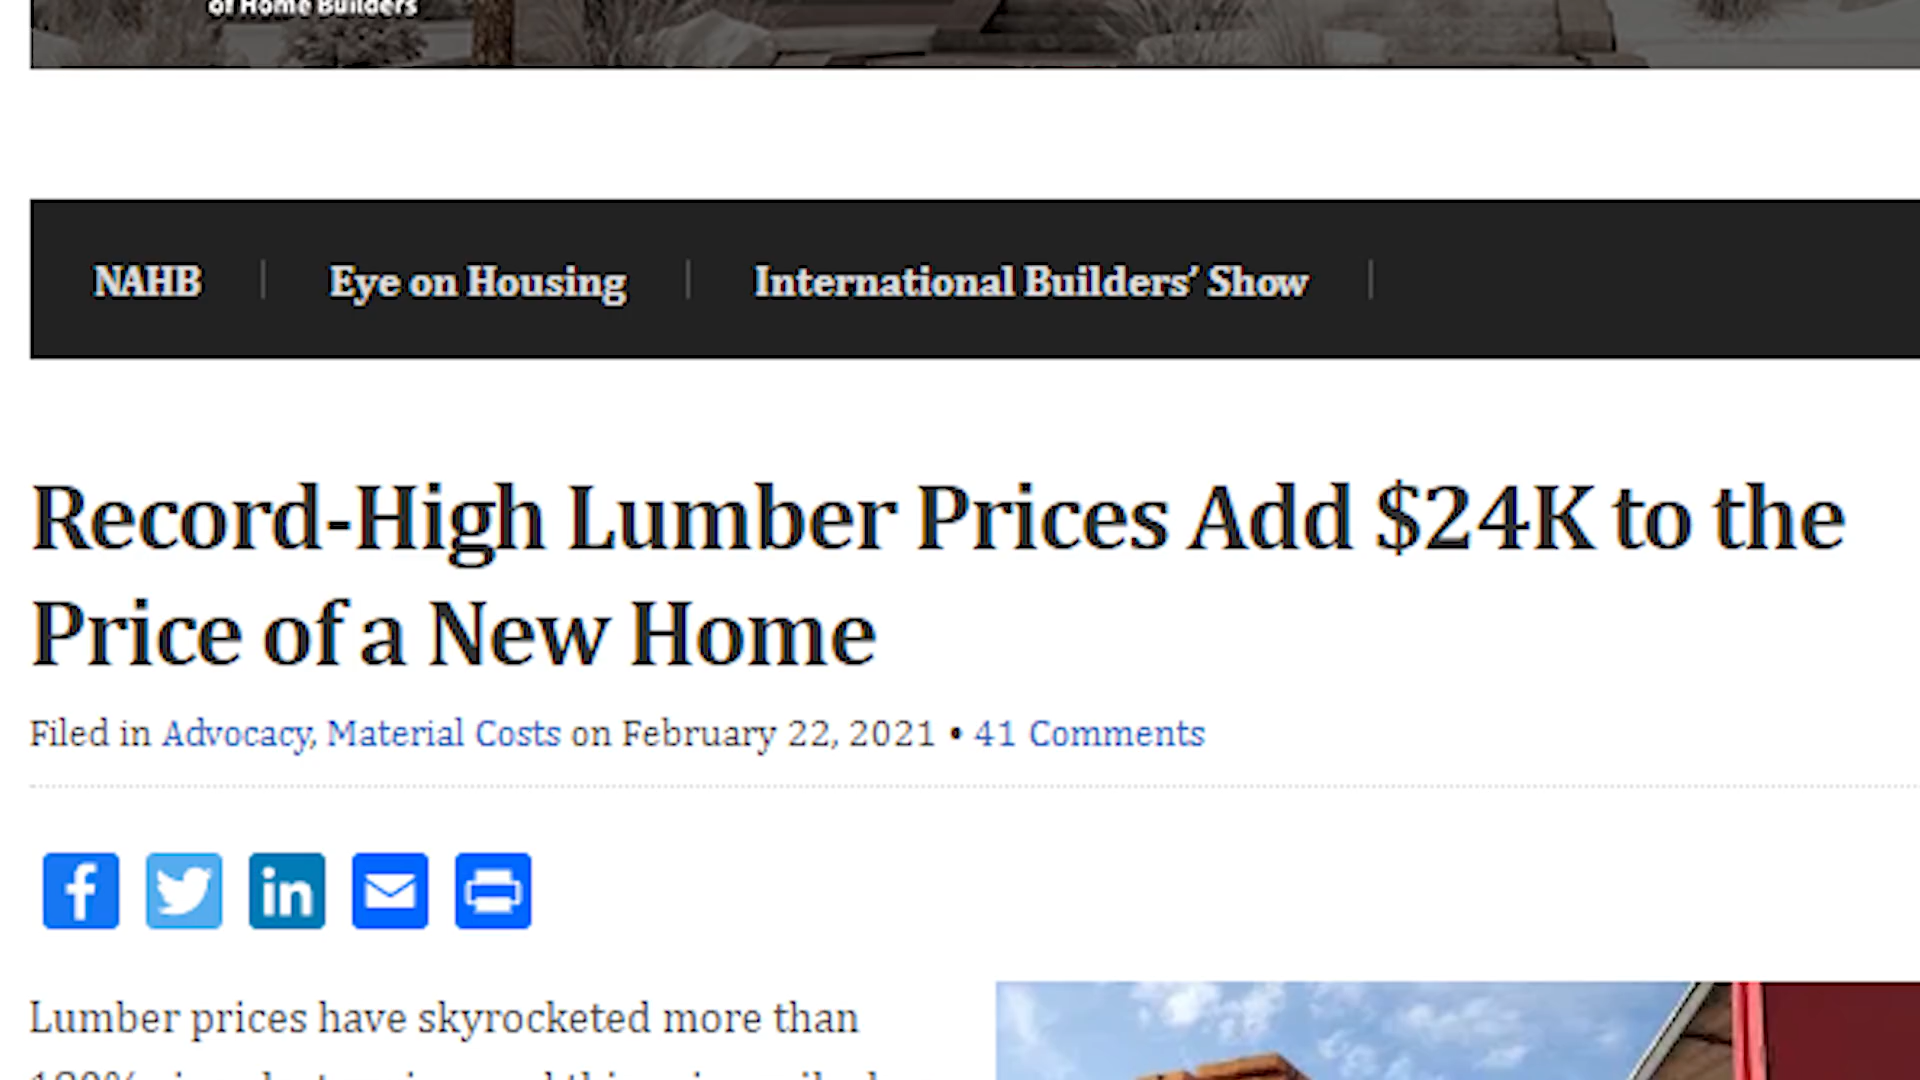 of Home Builders
NAHB
Eye on Housing
International Builders’ Show
Record-High Lumber Prices Add $24K to the
Price of a New Home
Filed in Advocacy, Material Costs on February 22, 2021 • 41 Comments
Lumber prices have skyrocketed more than